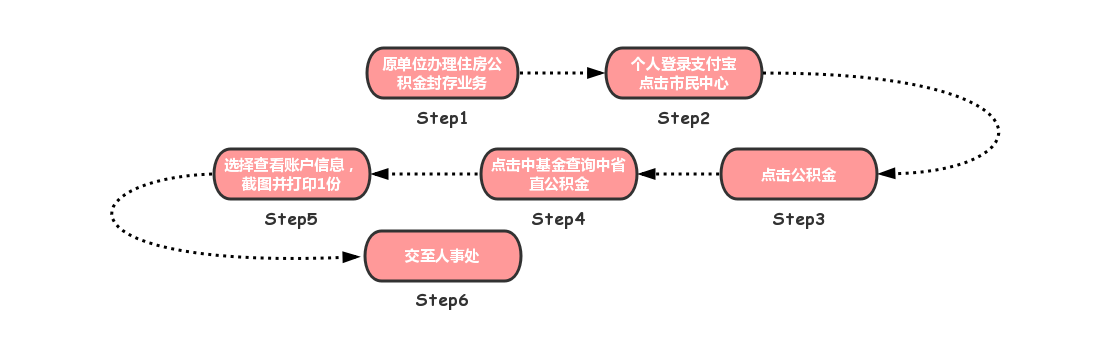 原单位办理住房公
积金封存业务
Step1
个人登录支付宝
点击市民中心
Step2
点击公积金
Step3
点击中基金查询中省
直公积金
Step4
选择查看账户信息，
截图并打印1份
Step5
交至人事处
Step6